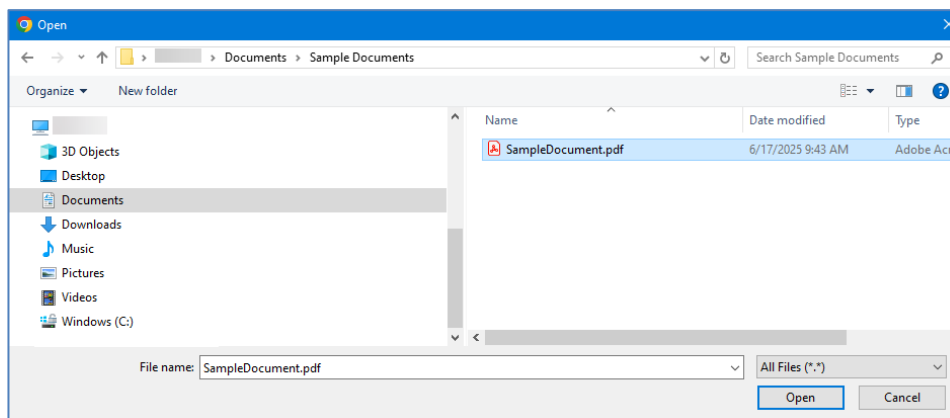 Open
Documents > Sample Documents
Search Sample Documents
Organize
New folder
Name
Date modified
Type
3D Objects
SampleDocument.pdf
6/17/2025 9:43 AM
Adobe Acr
Desktop
Documents
Downloads
Music
Pictures
Videos
Windows (C:)
File name:
SampleDocument.pdf
All Files (*.*)
Open
Cancel